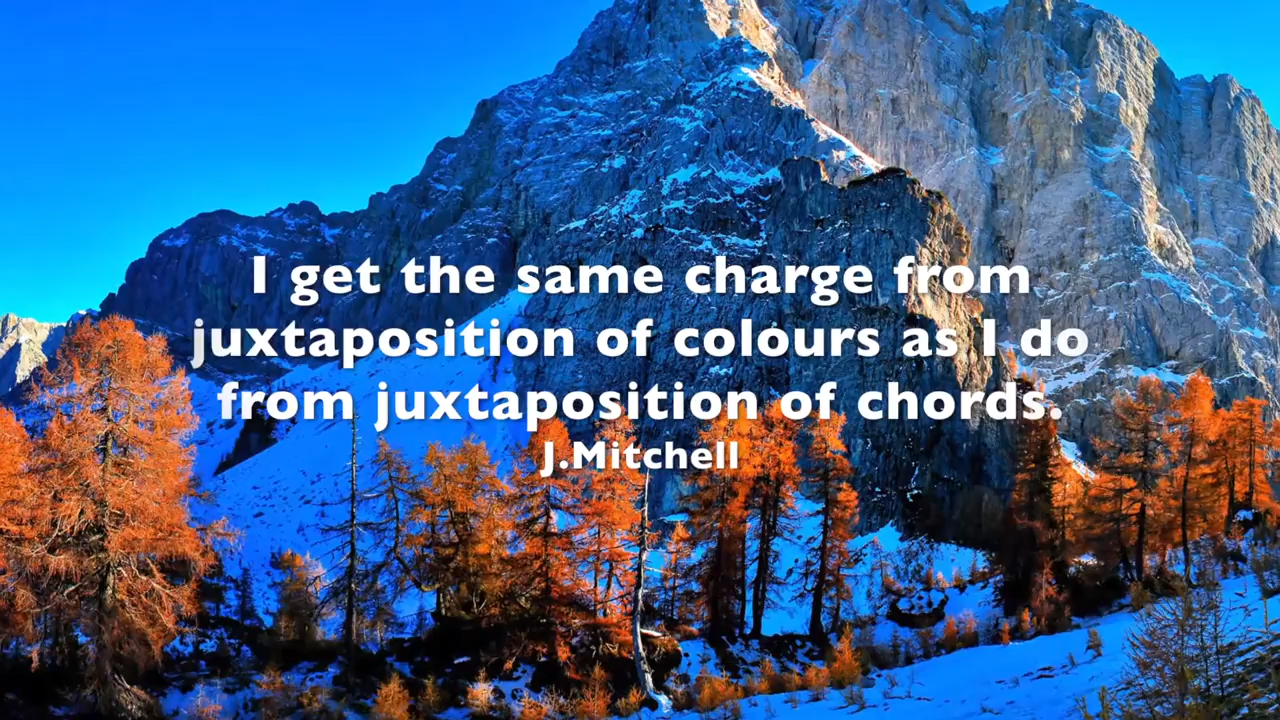 I get the same charge from
juxtaposition of colours as I do
from juxtaposition of chords.
J.Mitchell